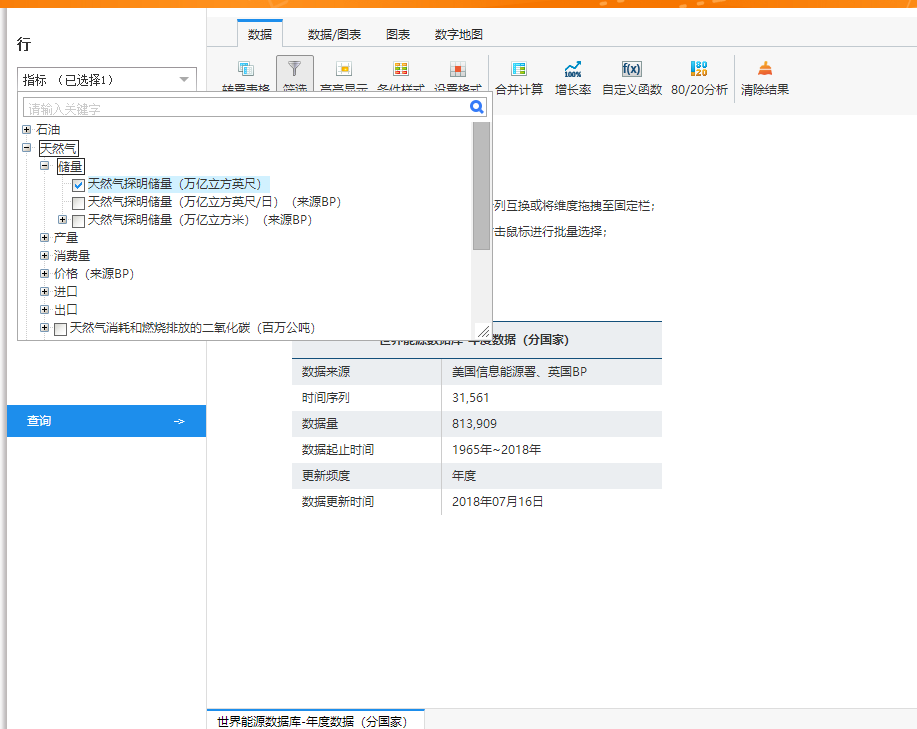 行
指标 (已选择1)
数据
数据/图表
图表
数字地图
转置表格
筛选
高亮显示
条件样式
设置格式
合并计算
增长率
自定义函数
80/20分析
清除结果
请输入关键字
石油
天然气
储量
天然气探明储量（万亿立方英尺）
天然气探明储量（万亿立方英尺/日）（来源BP）
天然气探明储量（万亿立方米）（来源BP）
产量
消费量
价格（来源BP）
进口
出口
天然气消耗和燃烧排放的二氧化碳（百万公吨）
列互换或将维度拖拽至固定栏；
击鼠标进行批量选择；
查询
世界能源数据库-年度数据（分国家）
数据来源 美国信息能源署、英国BP
时间序列 31,561
数据量 813,909
数据起止时间 1965年~2018年
更新频度 年度
数据更新时间 2018年07月16日
世界能源数据库-年度数据（分国家）